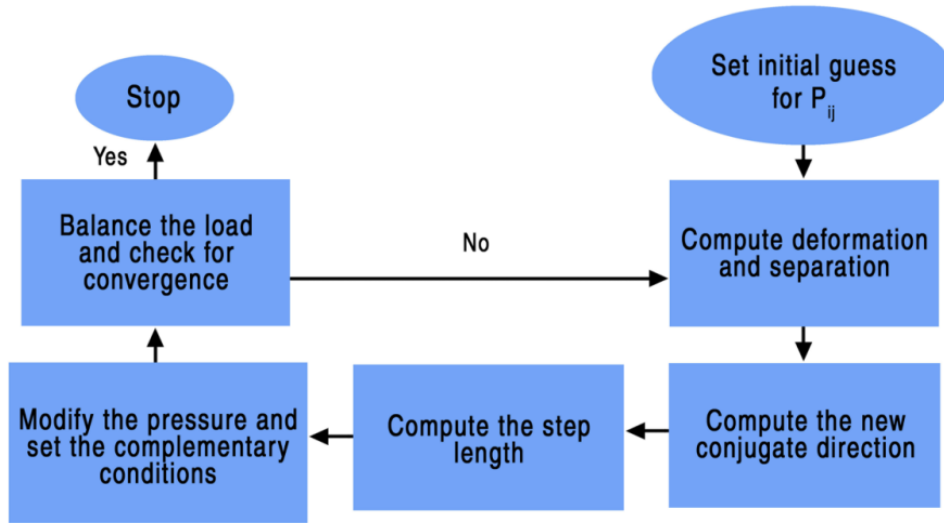 Set initial guess
for P_ij
Stop
Yes
Balance the load
and check for
convergence
No
Compute deformation
and separation
Modify the pressure and
set the complementary
conditions
Compute the step
length
Compute the new
conjugate direction